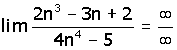 lim (2n³ - 3n + 2)/(4n⁴ - 5) = ∞/∞